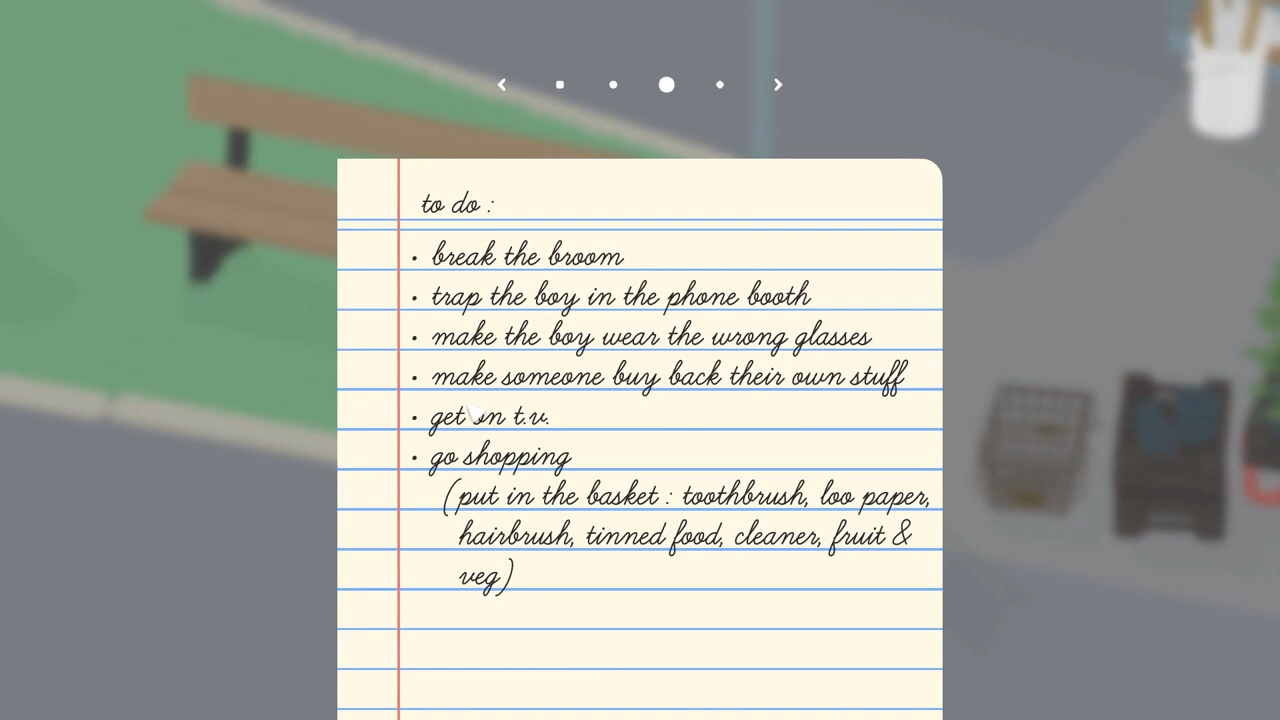 to do :
• break the broom
• trap the boy in the phone booth
• make the boy wear the wrong glasses
• make someone buy back their own stuff
• get on t.v.
• go shopping
(put in the basket : toothbrush, loo paper,
hairbrush, tinned food, cleaner, fruit &
veg)